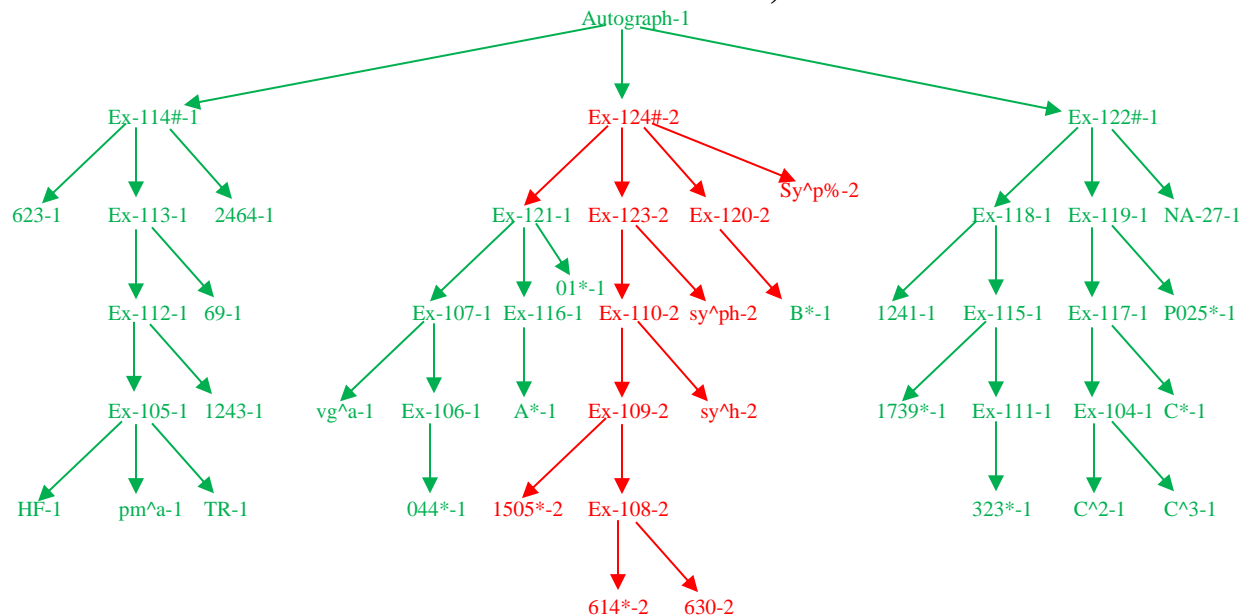 Autograph-1
Ex-114#-1 Ex-124#-2 Ex-122#-1
Sy^p%-2
623-1 Ex-113-1 2464-1 Ex-121-1 Ex-123-2 Ex-120-2 Ex-118-1 Ex-119-1 NA-27-1
01*-1
Ex-112-1 69-1 Ex-107-1 Ex-116-1 Ex-110-2 sy^ph-2 B*-1 1241-1 Ex-115-1 Ex-117-1 P025*-1
Ex-105-1 1243-1 vg^a-1 Ex-106-1 A*-1 Ex-109-2 sy^h-2 1739*-1 Ex-111-1 Ex-104-1 C*-1
HF-1 pm^a-1 TR-1 044*-1 1505*-2 Ex-108-2 323*-1 C^2-1 C^3-1
614*-2 630-2